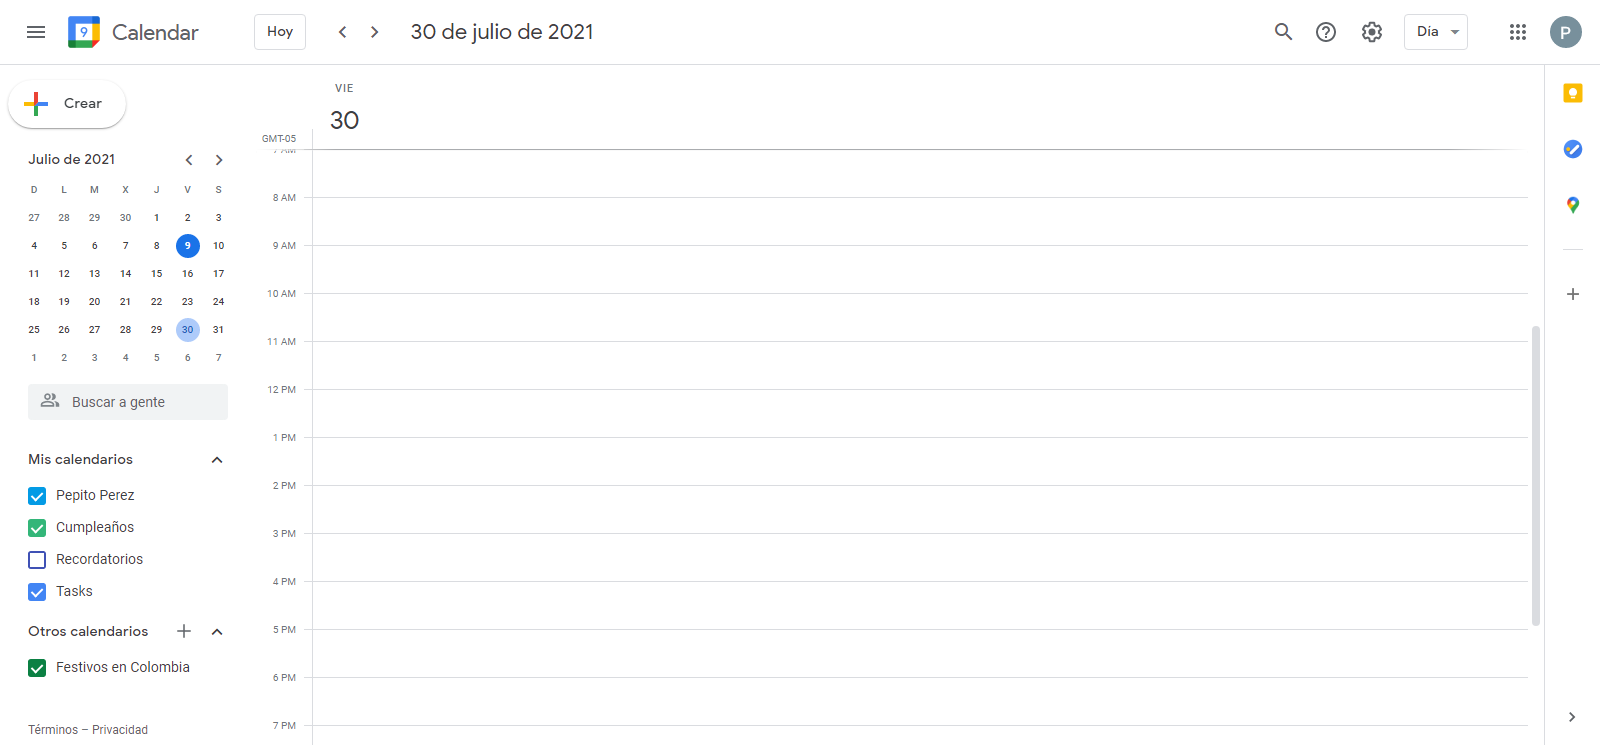 9 Calendar Hoy 30 de julio de 2021 Día P
Crear
VIE
30
GMT-05
Julio de 2021
D L M X J V S
27 28 29 30 1 2 3
4 5 6 7 8 9 10
11 12 13 14 15 16 17
18 19 20 21 22 23 24
25 26 27 28 29 30 31
1 2 3 4 5 6 7
Buscar a gente
Mis calendarios
Pepito Perez
Cumpleaños
Recordatorios
Tasks
Otros calendarios
Festivos en Colombia
Términos – Privacidad
7 AM
8 AM
9 AM
10 AM
11 AM
12 PM
1 PM
2 PM
3 PM
4 PM
5 PM
6 PM
7 PM